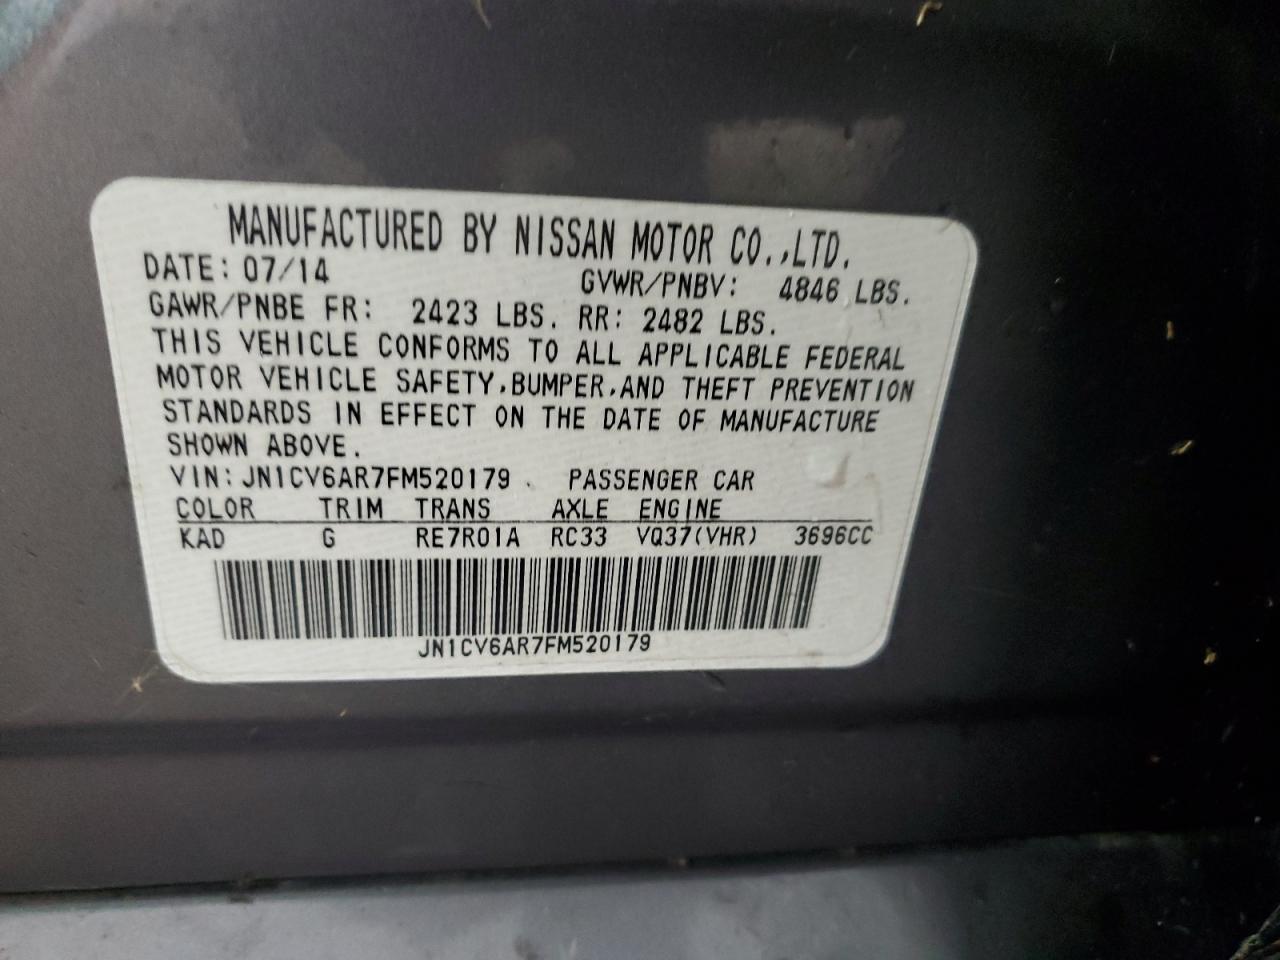 MANUFACTURED BY NISSAN MOTOR CO.,LTD.
DATE: 07/14 GVWR/PNBV: 4846 LBS.
GAWR/PNBE FR: 2423 LBS. RR: 2482 LBS.
THIS VEHICLE CONFORMS TO ALL APPLICABLE FEDERAL
MOTOR VEHICLE SAFETY,BUMPER,AND THEFT PREVENTION
STANDARDS IN EFFECT ON THE DATE OF MANUFACTURE
SHOWN ABOVE.
VIN:JN1CV6AR7FM520179 PASSENGER CAR
COLOR TRIM TRANS AXLE ENGINE
KAD G RE7R01A RC33 VQ37(VHR) 3696CC
JN1CV6AR7FM520179